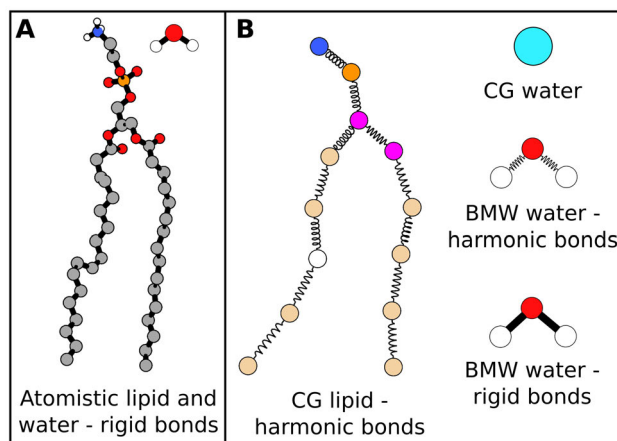 A
Atomistic lipid and
water - rigid bonds
B
CG lipid -
harmonic bonds
CG water
BMW water -
harmonic bonds
BMW water -
rigid bonds